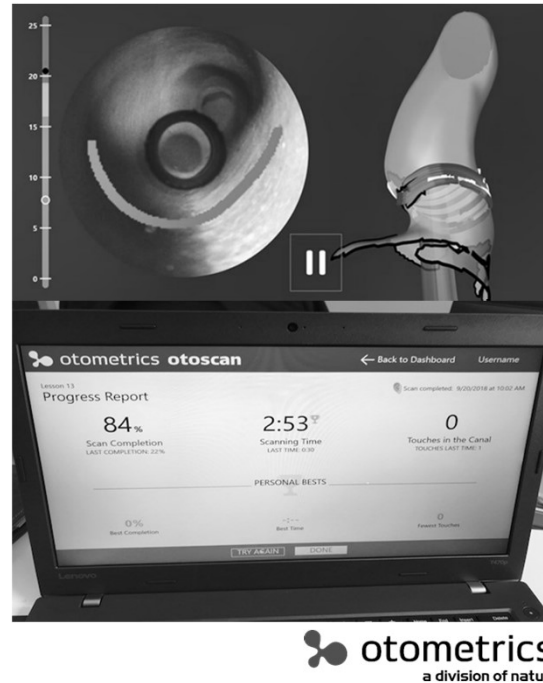 25
20
15
10
5
0
otometrics otoscan
← Back to Dashboard
Username
Lesson 13
Progress Report
Scan completed: 9/20/2018 at 10:02 AM
84%
Scan Completion
LAST COMPLETION: 22%
2:53
Scanning Time
LAST TIME: 0:30
0
Touches in the Canal
TOUCHES LAST TIME: 1
PERSONAL BESTS
0%
Best Completion
-:--
Best Time
0
Fewest Touches
TRY AGAIN
DONE
Lenovo
otometrics
a division of natu